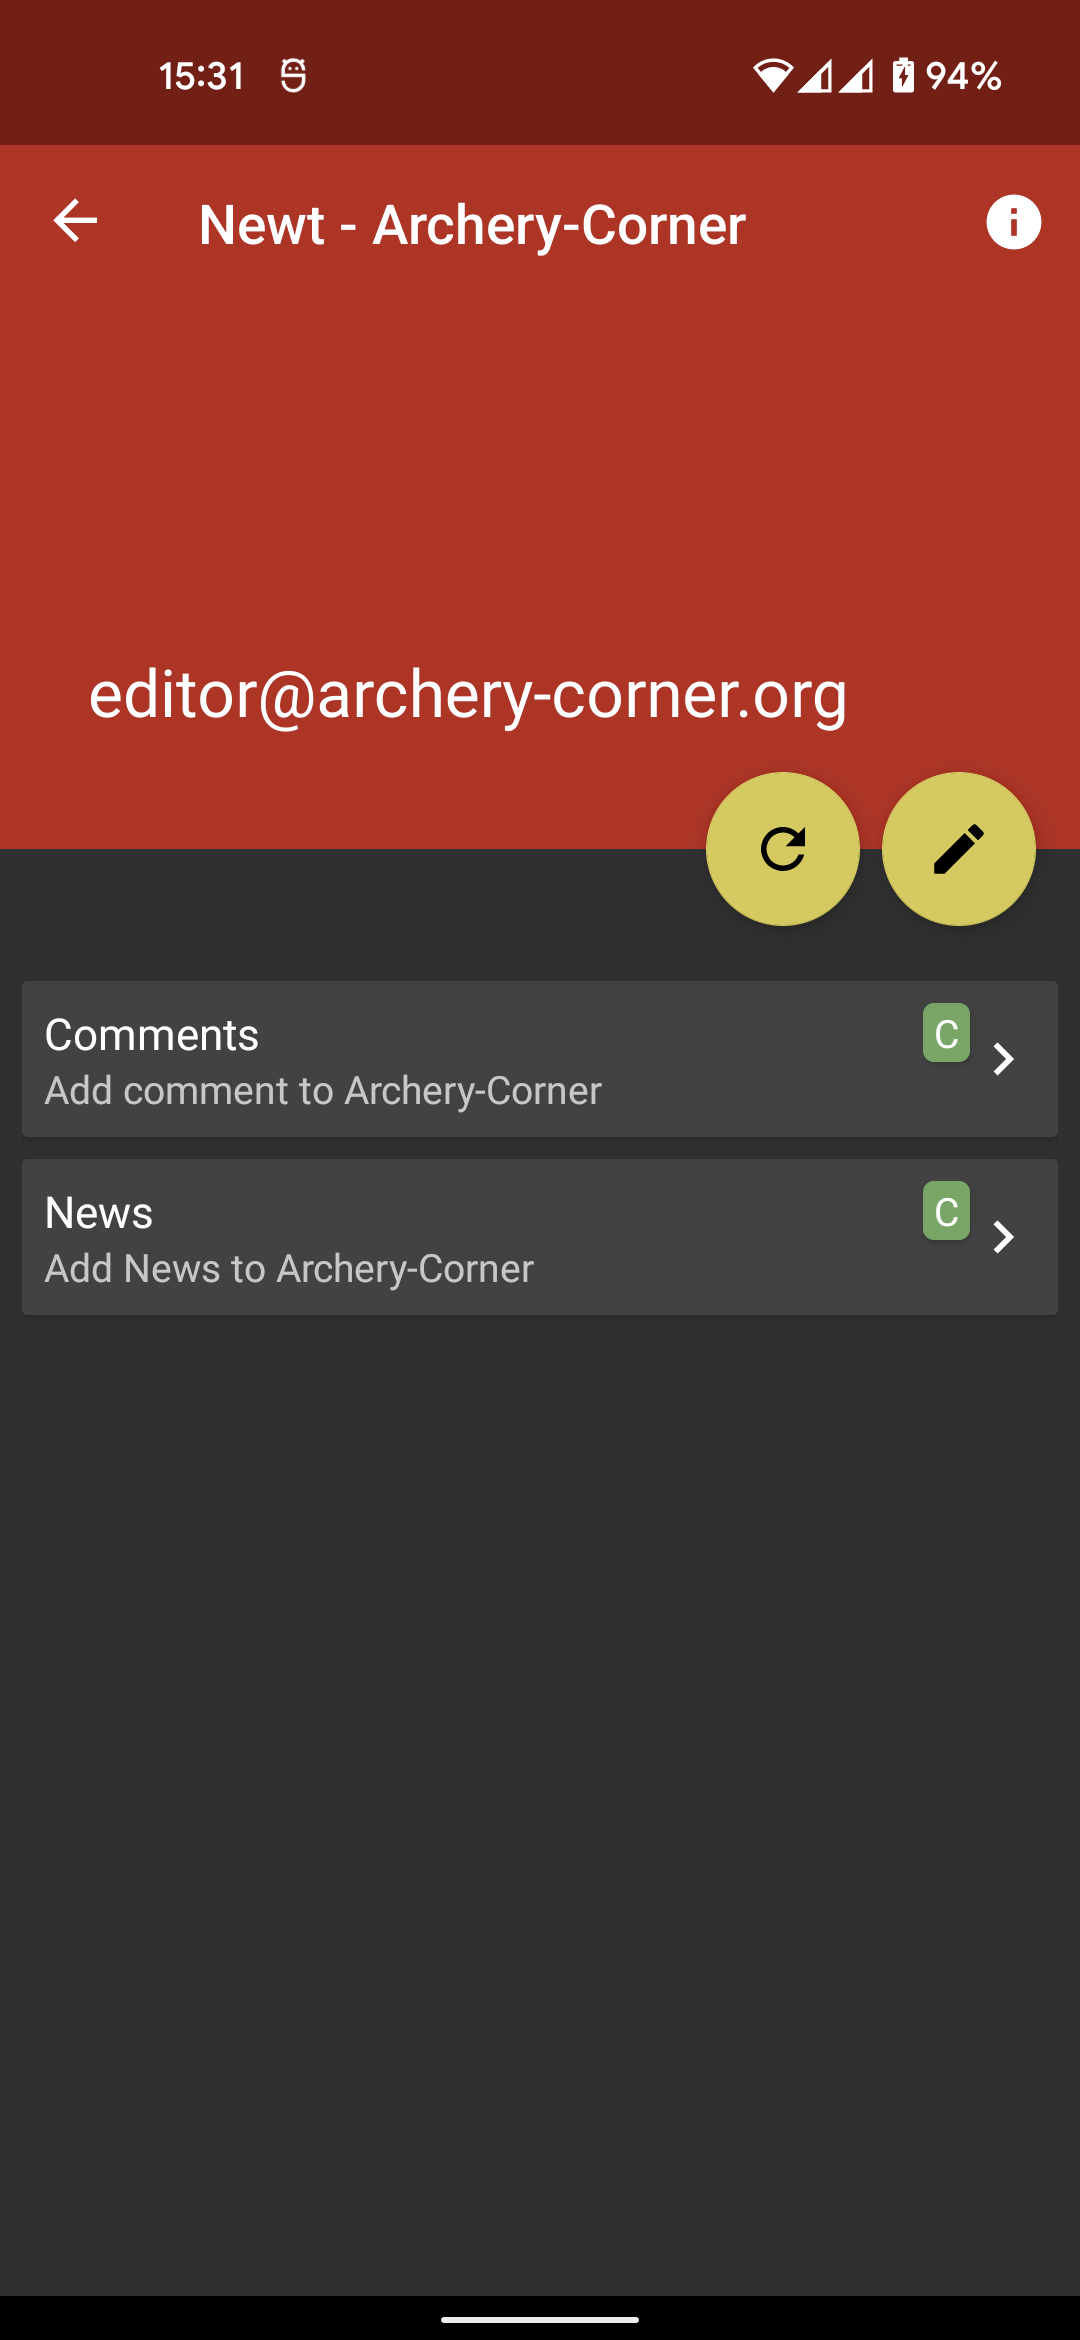 15:31
94%
Newt - Archery-Corner
editor@archery-corner.org
Comments
C
Add comment to Archery-Corner
News
C
Add News to Archery-Corner